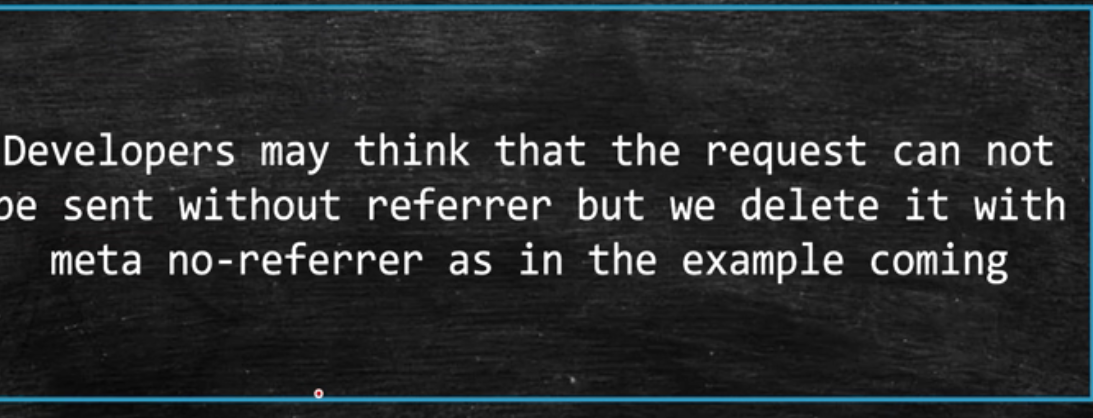 Developers may think that the request can not
be sent without referrer but we delete it with
meta no-referrer as in the example coming